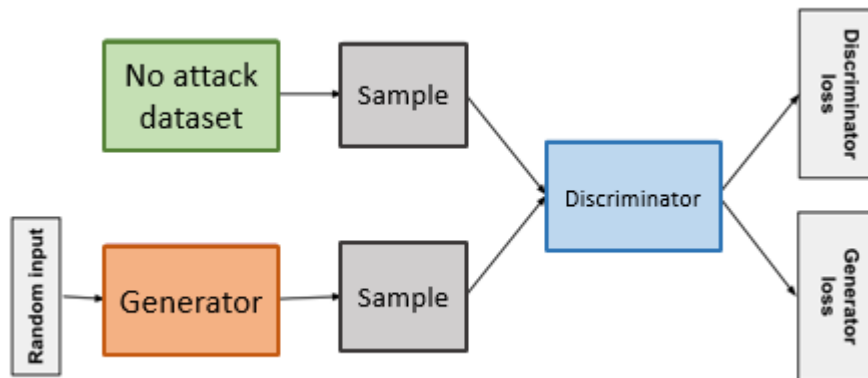 No attack
dataset
Sample
Discriminator
loss
Discriminator
Random input
Generator
Sample
Generator
loss